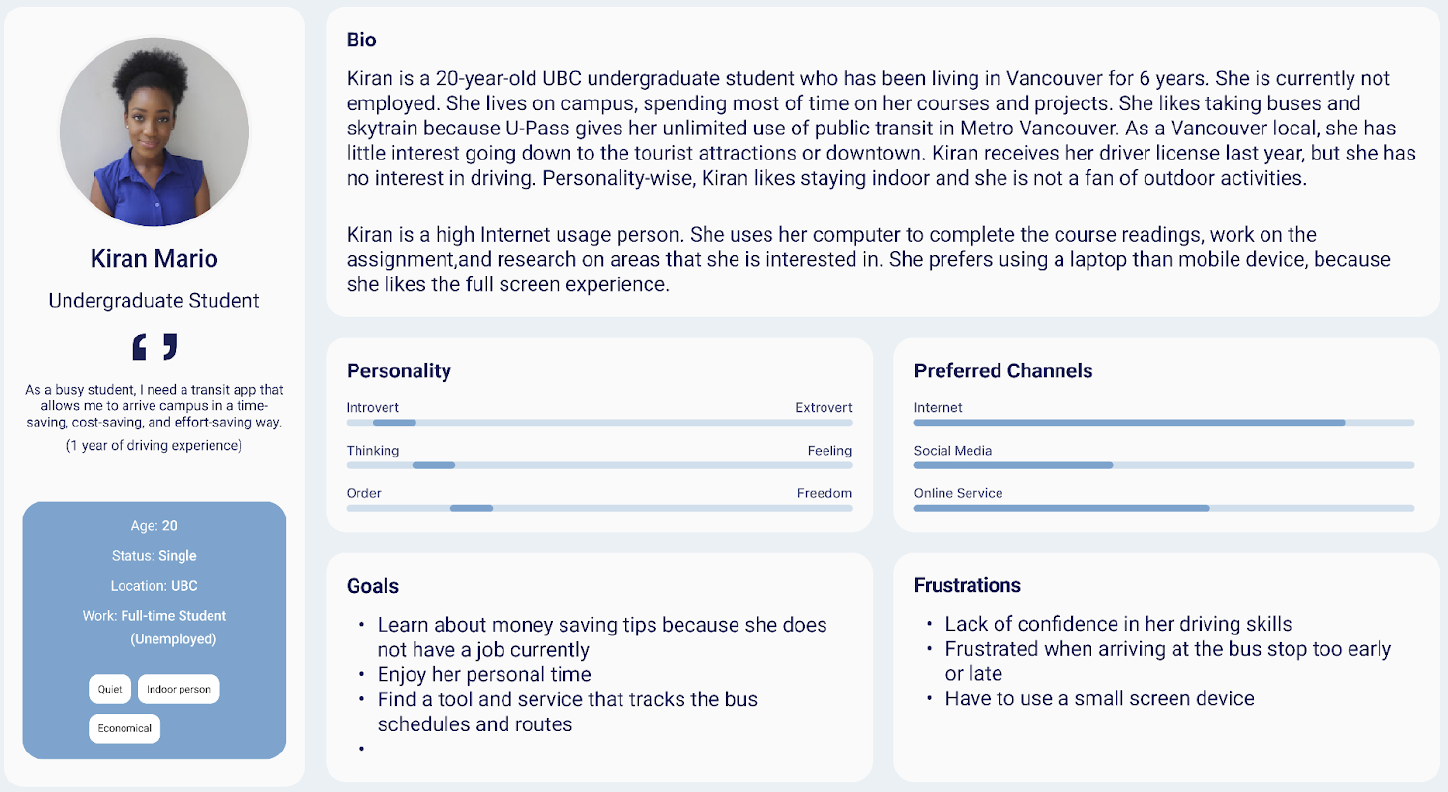 Kiran Mario
Undergraduate Student
As a busy student, I need a transit app that
allows me to arrive campus in a time-
saving, cost-saving, and effort-saving way.
(1 year of driving experience)
Age: 20
Status: Single
Location: UBC
Work: Full-time Student
(Unemployed)
Quiet
Indoor person
Economical
Bio
Kiran is a 20-year-old UBC undergraduate student who has been living in Vancouver for 6 years. She is currently not
employed. She lives on campus, spending most of time on her courses and projects. She likes taking buses and
skytrain because U-Pass gives her unlimited use of public transit in Metro Vancouver. As a Vancouver local, she has
little interest going down to the tourist attractions or downtown. Kiran receives her driver license last year, but she has
no interest in driving. Personality-wise, Kiran likes staying indoor and she is not a fan of outdoor activities.
Kiran is a high Internet usage person. She uses her computer to complete the course readings, work on the
assignment,and research on areas that she is interested in. She prefers using a laptop than mobile device, because
she likes the full screen experience.
Personality
Introvert Extrovert
Thinking Feeling
Order Freedom
Preferred Channels
Internet
Social Media
Online Service
Goals
• Learn about money saving tips because she does
not have a job currently
• Enjoy her personal time
• Find a tool and service that tracks the bus
schedules and routes
•
Frustrations
• Lack of confidence in her driving skills
• Frustrated when arriving at the bus stop too early
or late
• Have to use a small screen device